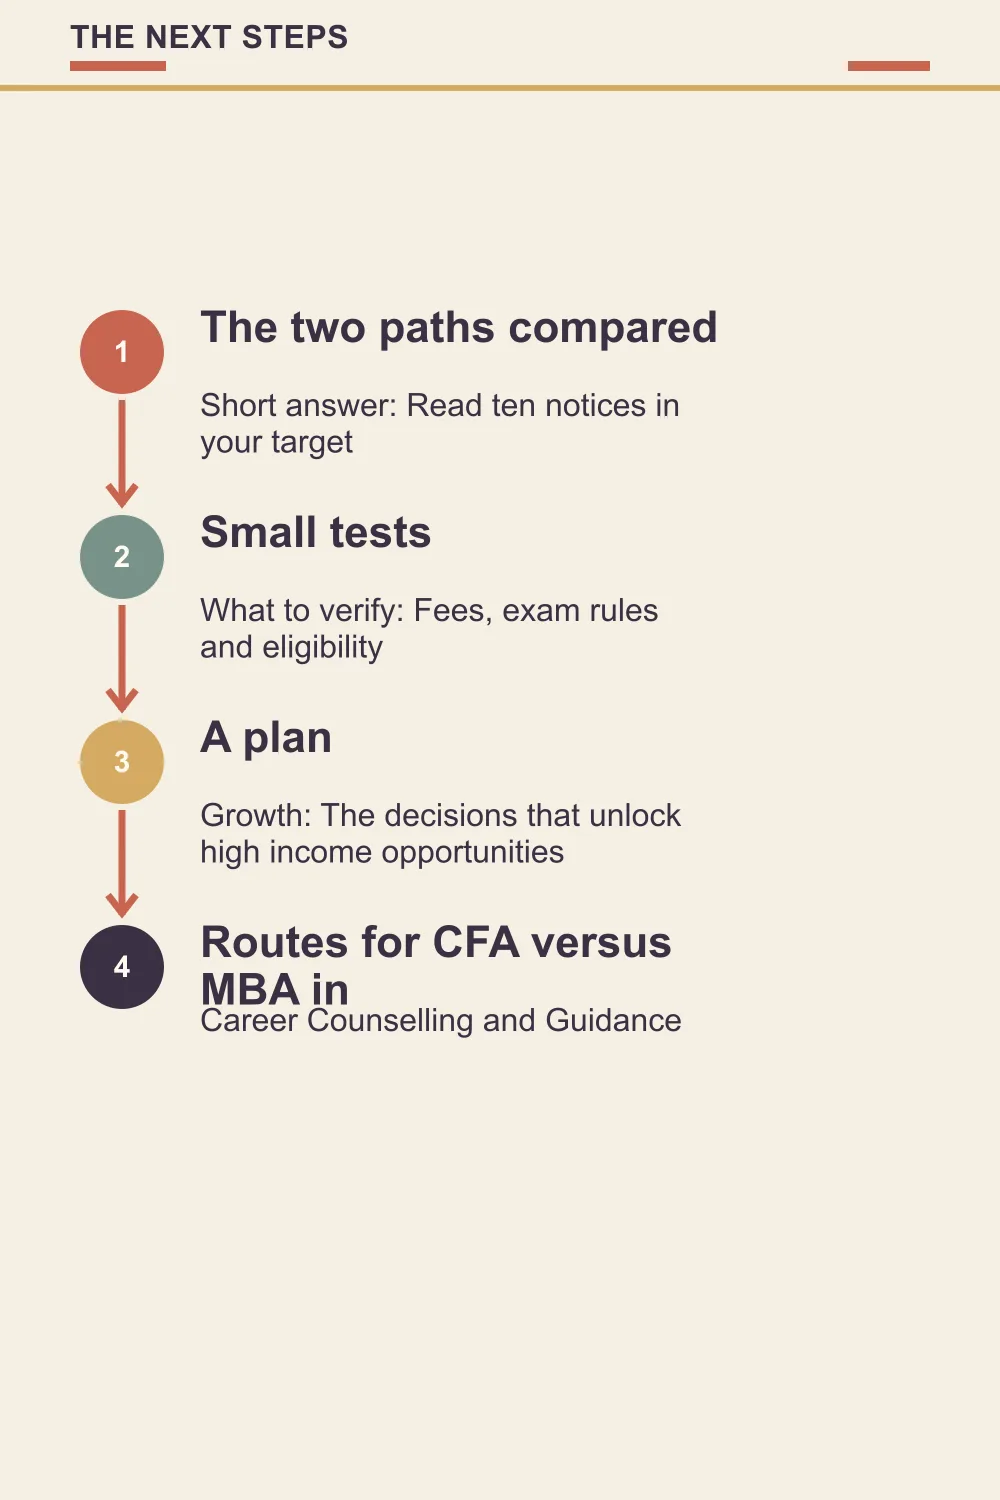 THE NEXT STEPS
1
The two paths compared
Short answer: Read ten notices in
your target
2
Small tests
What to verify: Fees, exam rules
and eligibility
3
A plan
Growth: The decisions that unlock
high income opportunities
4
Routes for CFA versus
MBA in
Career Counselling and Guidance